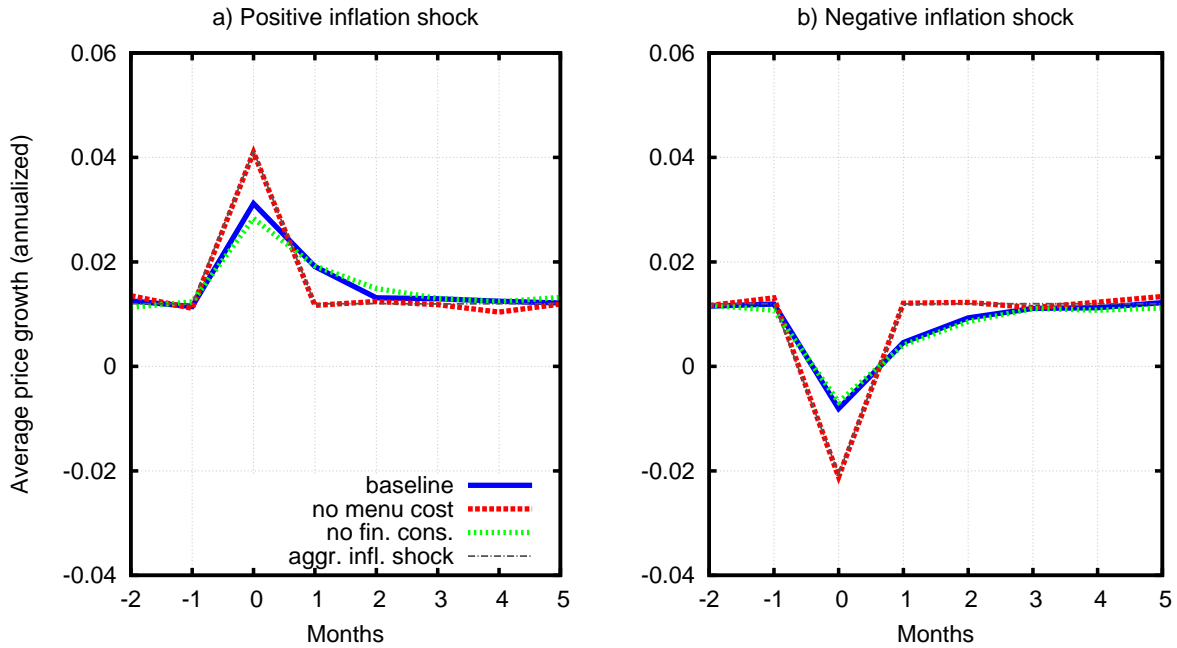 a) Positive inflation shock
b) Negative inflation shock
Average price growth (annualized)
0.06
0.04
0.02
0
-0.02
-0.04
baseline
no menu cost
no fin. cons.
aggr. infl. shock
-2 -1 0 1 2 3 4 5
Months
0.06
0.04
0.02
0
-0.02
-0.04
-2 -1 0 1 2 3 4 5
Months